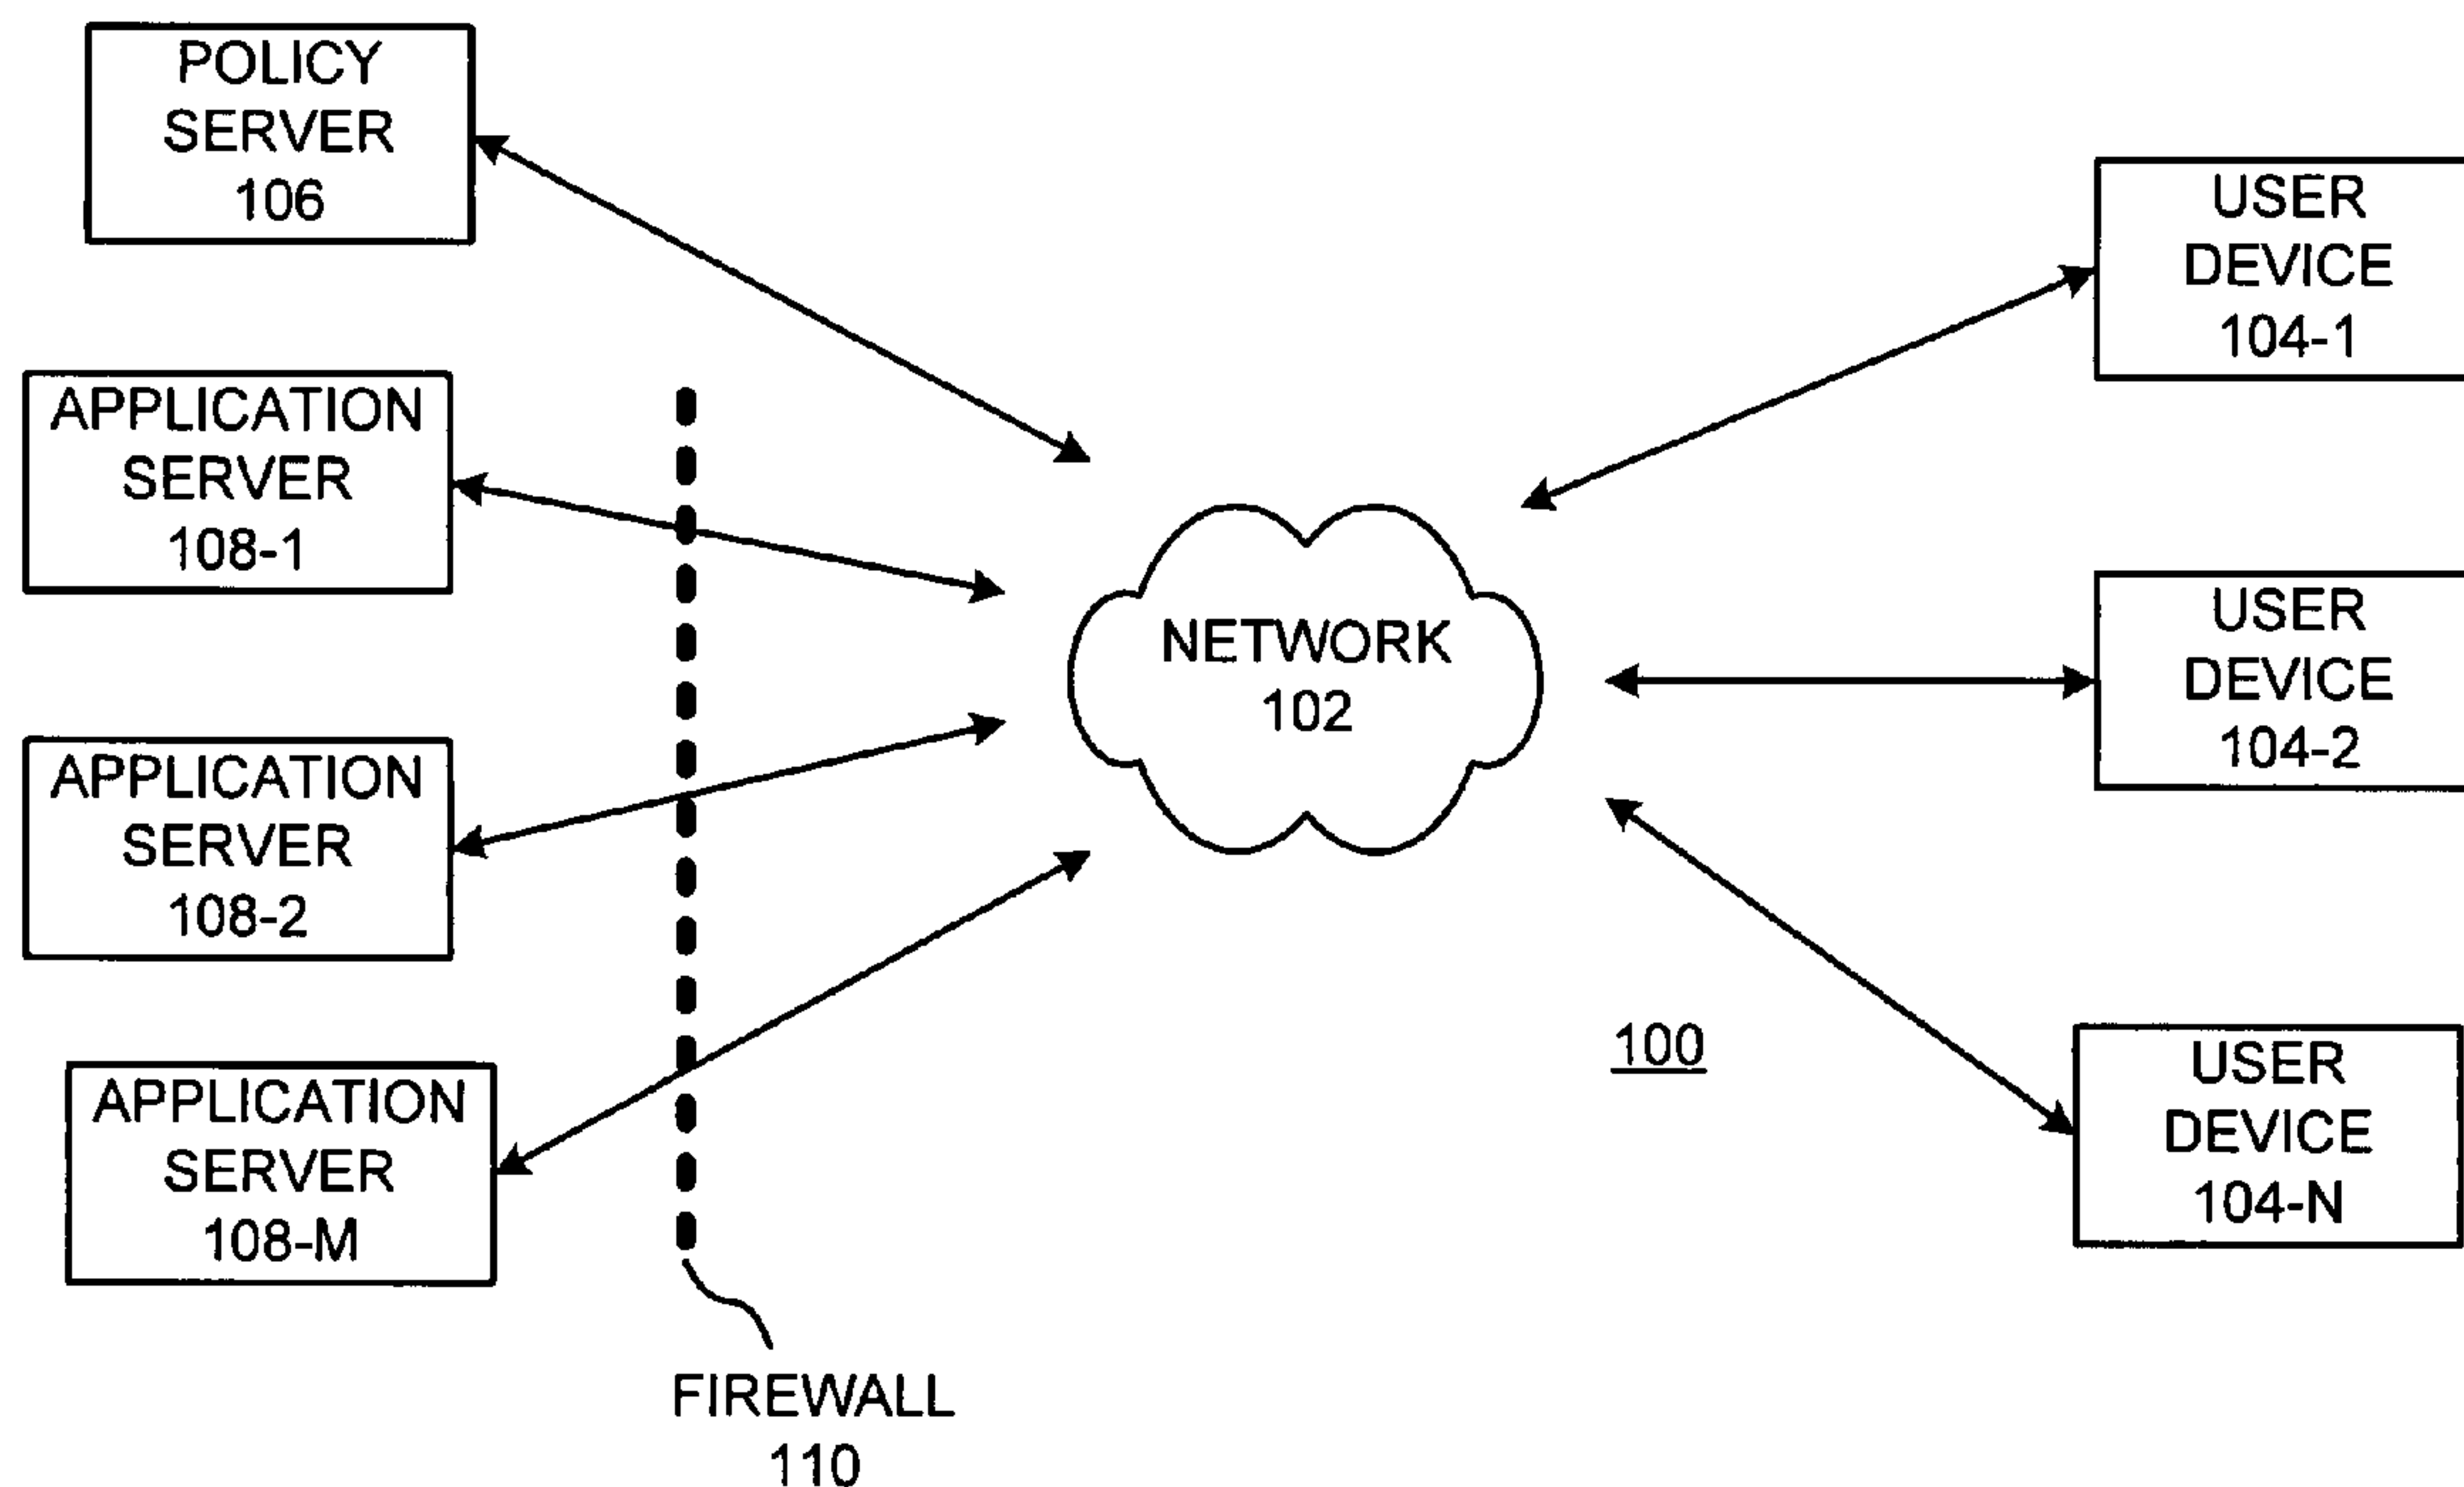 POLICY
SERVER
106
APPLICATION
SERVER
108-1
APPLICATION
SERVER
108-2
APPLICATION
SERVER
108-M
FIREWALL
110
NETWORK
102
100
USER
DEVICE
104-1
USER
DEVICE
104-2
USER
DEVICE
104-N